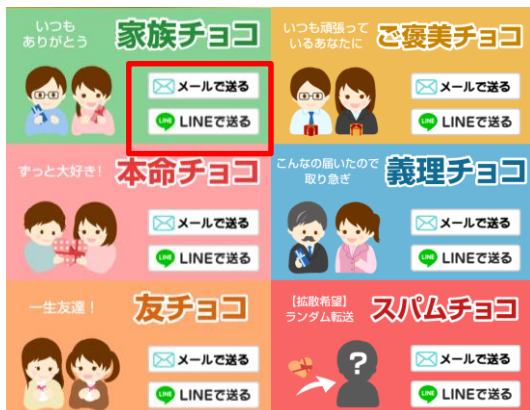 いつも
ありがとう
家族チョコ
メールで送る
LINE
LINEで送る
いつも頑張って
いるあなたに
ご褒美チョコ
メールで送る
LINE
LINEで送る
ずっと大好き!
本命チョコ
メールで送る
LINE
LINEで送る
こんなの届いたので
取り急ぎ
義理チョコ
メールで送る
LINE
LINEで送る
一生友達!
友チョコ
メールで送る
LINE
LINEで送る
【拡散希望】
ランダム転送
スパムチョコ
?
メールで送る
LINE
LINEで送る